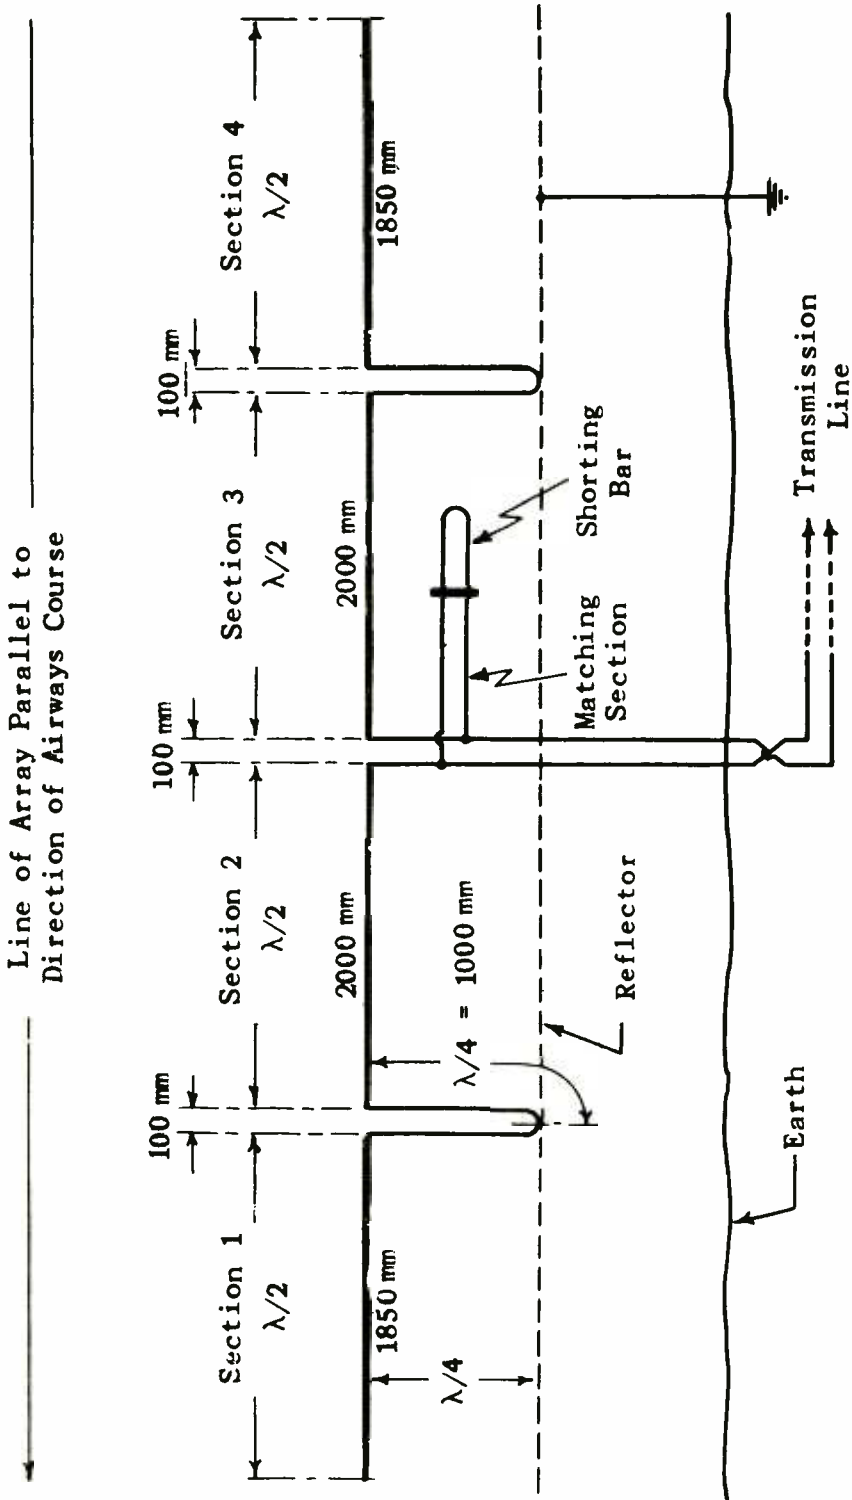 Line of Array Parallel to
Direction of Airways Course
Section 1
λ/2
100 mm
Section 2
λ/2
100 mm
Section 3
λ/2
100 mm
Section 4
λ/2
1850 mm
2000 mm
2000 mm
1850 mm
λ/4
λ/4 = 1000 mm
Matching
Section
Shorting
Bar
Reflector
Earth
Transmission
Line